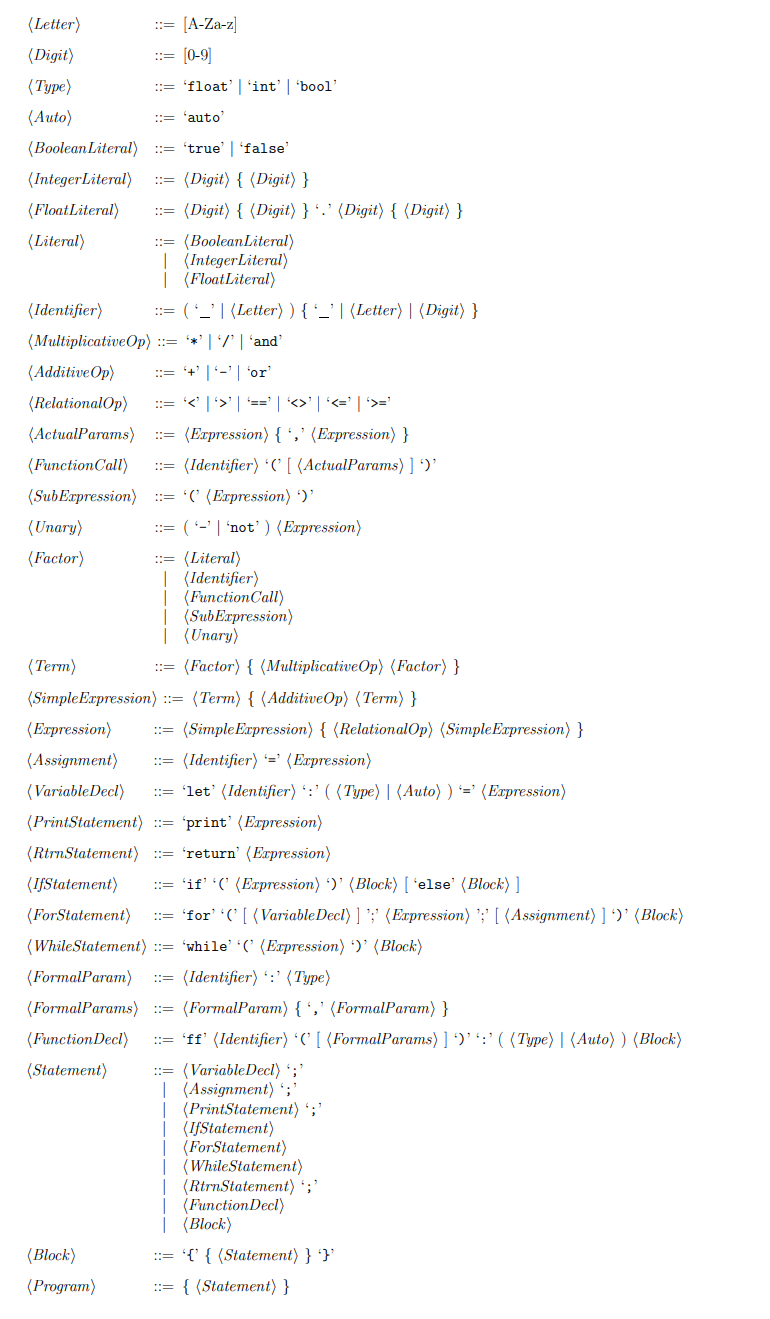 ⟨Letter⟩ ::= [A-Za-z]
⟨Digit⟩ ::= [0-9]
⟨Type⟩ ::= ‘float’ | ‘int’ | ‘bool’
⟨Auto⟩ ::= ‘auto’
⟨BooleanLiteral⟩ ::= ‘true’ | ‘false’
⟨IntegerLiteral⟩ ::= ⟨Digit⟩ { ⟨Digit⟩ }
⟨FloatLiteral⟩ ::= ⟨Digit⟩ { ⟨Digit⟩ } ‘.’ ⟨Digit⟩ { ⟨Digit⟩ }
⟨Literal⟩ ::= ⟨BooleanLiteral⟩
| ⟨IntegerLiteral⟩
| ⟨FloatLiteral⟩
⟨Identifier⟩ ::= ( ‘_’ | ⟨Letter⟩ ) { ‘_’ | ⟨Letter⟩ | ⟨Digit⟩ }
⟨MultiplicativeOp⟩ ::= ‘*’ | ‘/’ | ‘and’
⟨AdditiveOp⟩ ::= ‘+’ | ‘-’ | ‘or’
⟨RelationalOp⟩ ::= ‘<’ | ‘>’ | ‘==’ | ‘<>’ | ‘<=’ | ‘>=’
⟨ActualParams⟩ ::= ⟨Expression⟩ { ‘,’ ⟨Expression⟩ }
⟨FunctionCall⟩ ::= ⟨Identifier⟩ ‘(’ [ ⟨ActualParams⟩ ] ‘)’
⟨SubExpression⟩ ::= ‘(’ ⟨Expression⟩ ‘)’
⟨Unary⟩ ::= ( ‘-’ | ‘not’ ) ⟨Expression⟩
⟨Factor⟩ ::= ⟨Literal⟩
| ⟨Identifier⟩
| ⟨FunctionCall⟩
| ⟨SubExpression⟩
| ⟨Unary⟩
⟨Term⟩ ::= ⟨Factor⟩ { ⟨MultiplicativeOp⟩ ⟨Factor⟩ }
⟨SimpleExpression⟩ ::= ⟨Term⟩ { ⟨AdditiveOp⟩ ⟨Term⟩ }
⟨Expression⟩ ::= ⟨SimpleExpression⟩ { ⟨RelationalOp⟩ ⟨SimpleExpression⟩ }
⟨Assignment⟩ ::= ⟨Identifier⟩ ‘=’ ⟨Expression⟩
⟨VariableDecl⟩ ::= ‘let’ ⟨Identifier⟩ ‘:’ ( ⟨Type⟩ | ⟨Auto⟩ ) ‘=’ ⟨Expression⟩
⟨PrintStatement⟩ ::= ‘print’ ⟨Expression⟩
⟨RtrnStatement⟩ ::= ‘return’ ⟨Expression⟩
⟨IfStatement⟩ ::= ‘if’ ‘(’ ⟨Expression⟩ ‘)’ ⟨Block⟩ [ ‘else’ ⟨Block⟩ ]
⟨ForStatement⟩ ::= ‘for’ ‘(’ [ ⟨VariableDecl⟩ ] ’;’ ⟨Expression⟩ ’;’ [ ⟨Assignment⟩ ] ‘)’ ⟨Block⟩
⟨WhileStatement⟩ ::= ‘while’ ‘(’ ⟨Expression⟩ ‘)’ ⟨Block⟩
⟨FormalParam⟩ ::= ⟨Identifier⟩ ‘:’ ⟨Type⟩
⟨FormalParams⟩ ::= ⟨FormalParam⟩ { ‘,’ ⟨FormalParam⟩ }
⟨FunctionDecl⟩ ::= ‘ff’ ⟨Identifier⟩ ‘(’ [ ⟨FormalParams⟩ ] ‘)’ ‘:’ ( ⟨Type⟩ | ⟨Auto⟩ ) ⟨Block⟩
⟨Statement⟩ ::= ⟨VariableDecl⟩ ‘;’
| ⟨Assignment⟩ ‘;’
| ⟨PrintStatement⟩ ‘;’
| ⟨IfStatement⟩
| ⟨ForStatement⟩
| ⟨WhileStatement⟩
| ⟨RtrnStatement⟩ ‘;’
| ⟨FunctionDecl⟩
| ⟨Block⟩
⟨Block⟩ ::= ‘{’ { ⟨Statement⟩ } ‘}’
⟨Program⟩ ::= { ⟨Statement⟩ }